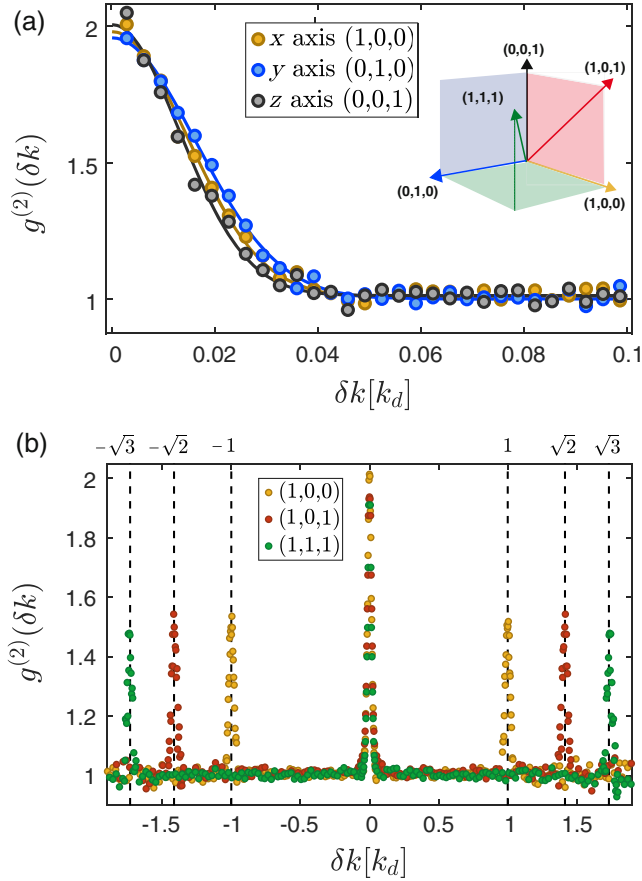 (a)
2
1.5
1
g^{(2)}(δk)
x axis (1,0,0)
y axis (0,1,0)
z axis (0,0,1)
(0,0,1)
(1,0,1)
(1,1,1)
(0,1,0)
(1,0,0)
0 0.02 0.04 0.06 0.08 0.1
δk[k_d]
(b)
−√3 −√2 −1 1 √2 √3
2
1.8
1.6
1.4
1.2
1
g^{(2)}(δk)
(1,0,0)
(1,0,1)
(1,1,1)
-1.5 -1 -0.5 0 0.5 1 1.5
δk[k_d]